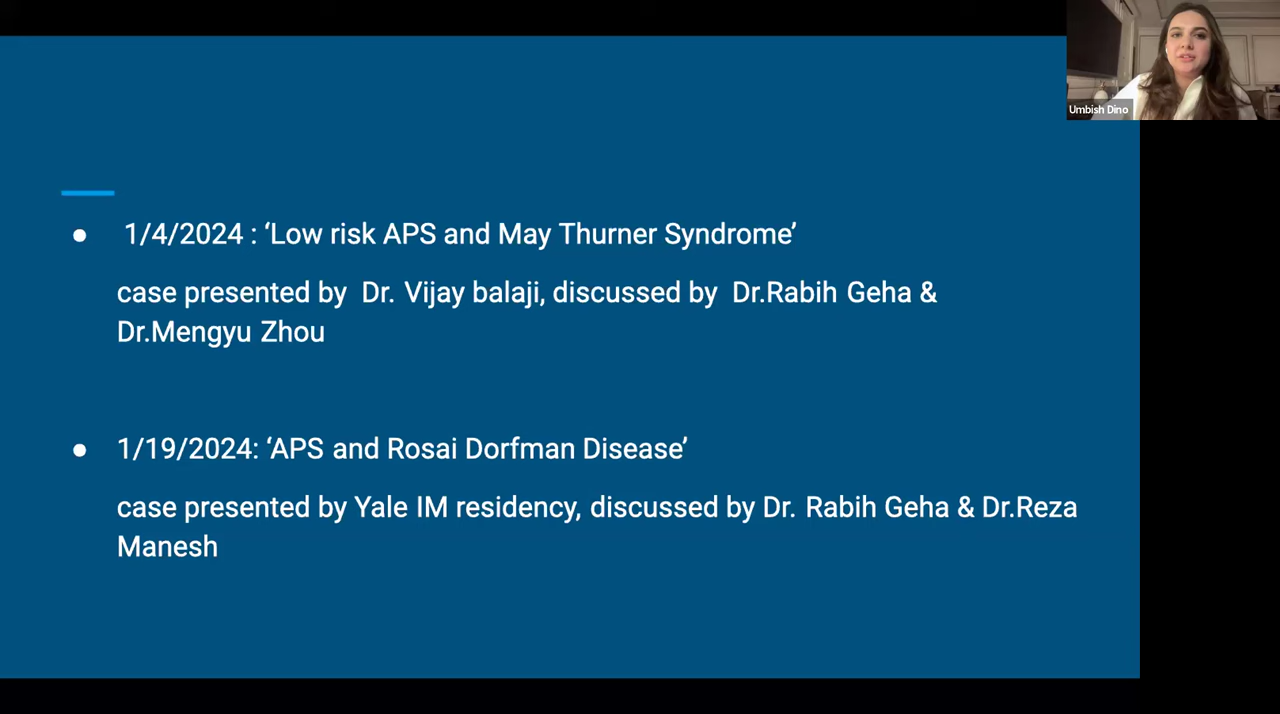 Umbish Dino
● 1/4/2024 : ‘Low risk APS and May Thurner Syndrome’
case presented by Dr. Vijay balaji, discussed by Dr.Rabih Geha &
Dr.Mengyu Zhou
● 1/19/2024: ‘APS and Rosai Dorfman Disease’
case presented by Yale IM residency, discussed by Dr. Rabih Geha & Dr.Reza
Manesh